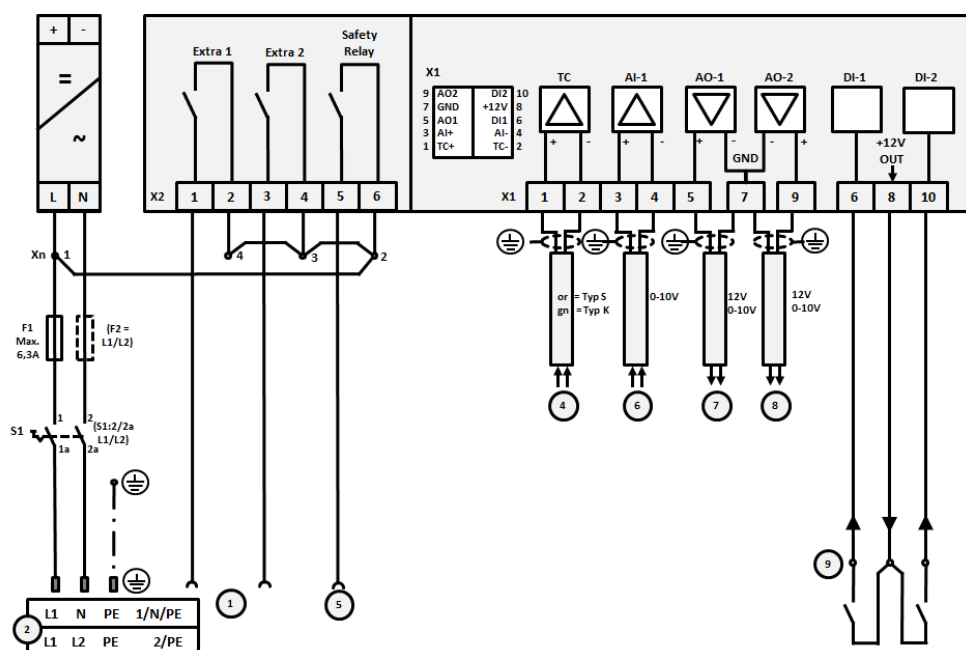 + -
=
~
L N
Extra 1
Extra 2
Safety
Relay
X2 1 2 3 4 5 6
X1
9 AO2 DI2 10
7 GND +12V 8
5 AO1 DI1 6
3 AI+ AI- 4
1 TC+ TC- 2
TC
AI-1
AO-1
AO-2
DI-1
DI-2
+ -
+ -
+ -
- +
GND
+12V
OUT
X1 1 2 3 4 5 7 9 6 8 10
Xn 1
4
3
2
F1
Max.
6,3A
(F2 =
L1/L2)
or = Typ S
gn = Typ K
0-10V
12V
0-10V
12V
0-10V
4
6
7
8
S1
1 2
1a 2a
(S1:2/2a
L1/L2)
9
1
5
2
L1 N PE 1/N/PE
L1 L2 PE 2/PE